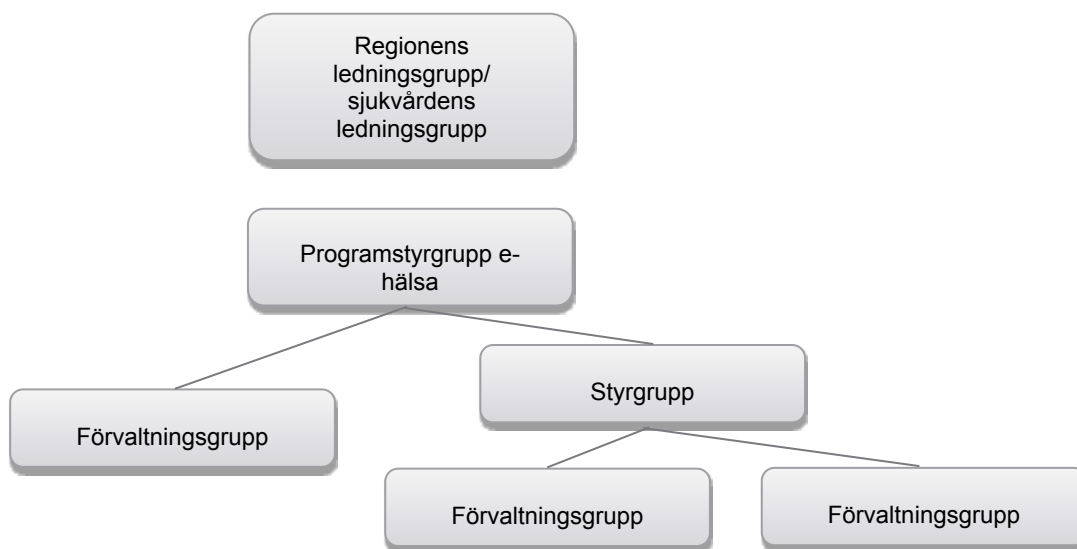 Regionens
ledningsgrupp/
sjukvårdens
ledningsgrupp
Programstyrgrupp e-
hälsa
Styrgrupp
Förvaltningsgrupp
Förvaltningsgrupp
Förvaltningsgrupp